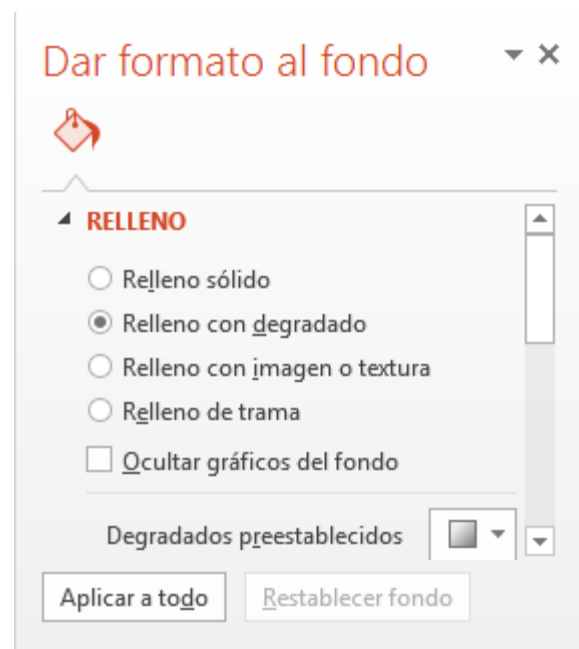 Dar formato al fondo
RELLENO
Relleno sólido
Relleno con degradado
Relleno con imagen o textura
Relleno de trama
Ocultar gráficos del fondo
Degradados preestablecidos
Aplicar a todo Restablecer fondo